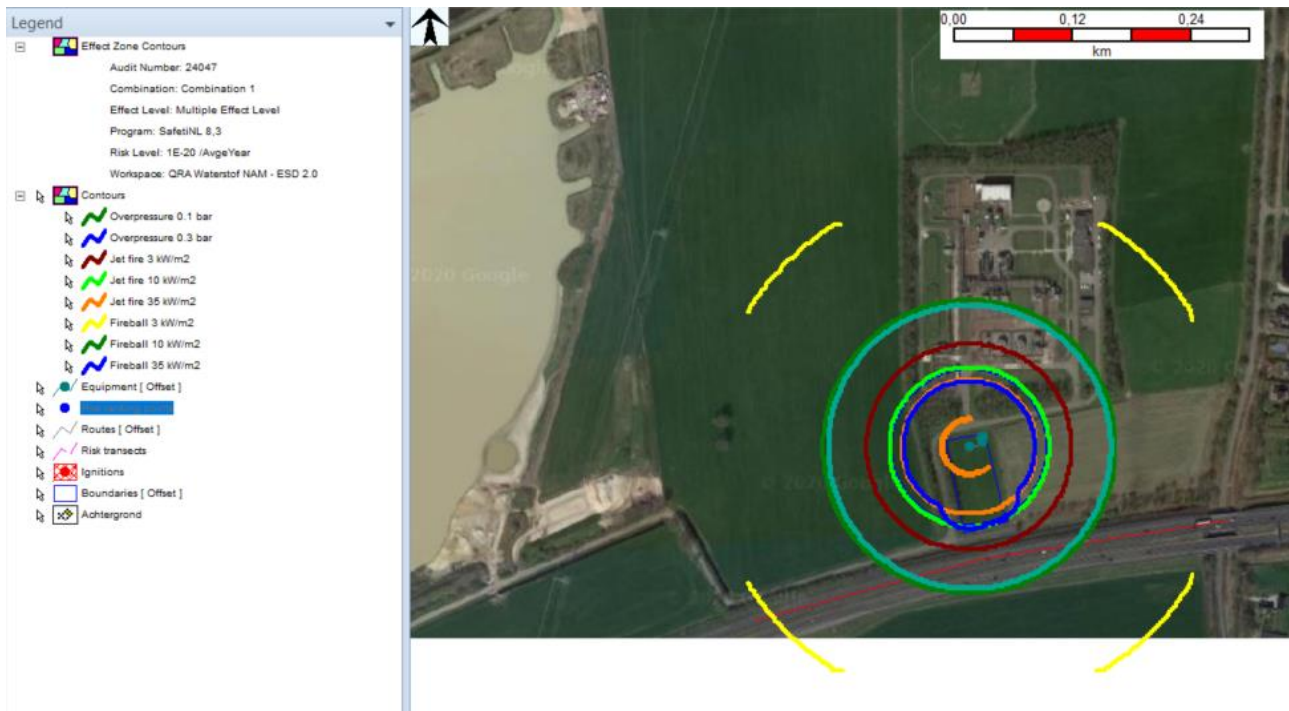 Legend
Effect Zone Contours
Audit Number: 24047
Combination: Combination 1
Effect Level: Multiple Effect Level
Program: SafetiNL 8,3
Risk Level: 1E-20 /AvgeYear
Workspace: QRA Waterstof NAM - ESD 2.0
Contours
Overpressure 0.1 bar
Overpressure 0.3 bar
Jet fire 3 kW/m2
Jet fire 10 kW/m2
Jet fire 35 kW/m2
Fireball 3 kW/m2
Fireball 10 kW/m2
Fireball 35 kW/m2
Equipment [ Offset ]
Routes [ Offset ]
Risk transects
Ignitions
Boundaries [ Offset ]
Achtergrond
0,00 0,12 0,24
km
2020 Google
© 2020